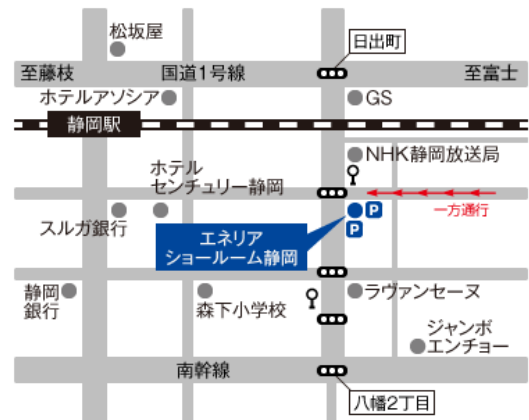 松坂屋
日出町
至藤枝
国道1号線
至富士
ホテルアソシア
GS
静岡駅
NHK静岡放送局
ホテル
センチュリー静岡
一方通行
スルガ銀行
P
P
エネリア
ショールーム静岡
静岡
銀行
森下小学校
ラヴァンセーヌ
ジャンボ
エンチョー
南幹線
八幡2丁目